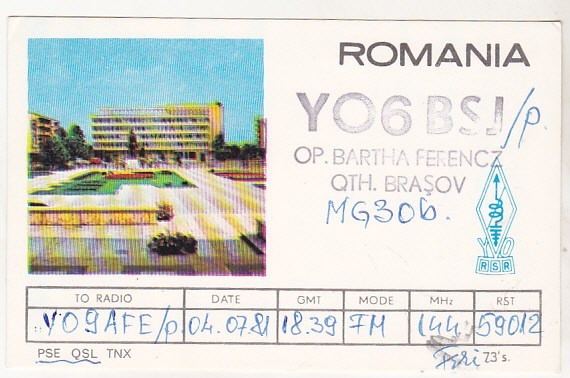 ROMANIA
YO6BSJ/p.
OP. BARTHA FERENCZ
QTH. BRAŞOV
MG30b.
YO
RSR
TO RADIO DATE GMT MODE MHz RST
YO9AFE/p 04.07.81 18.39 FM 144 59012
PSE QSL TNX
Feri 73's.